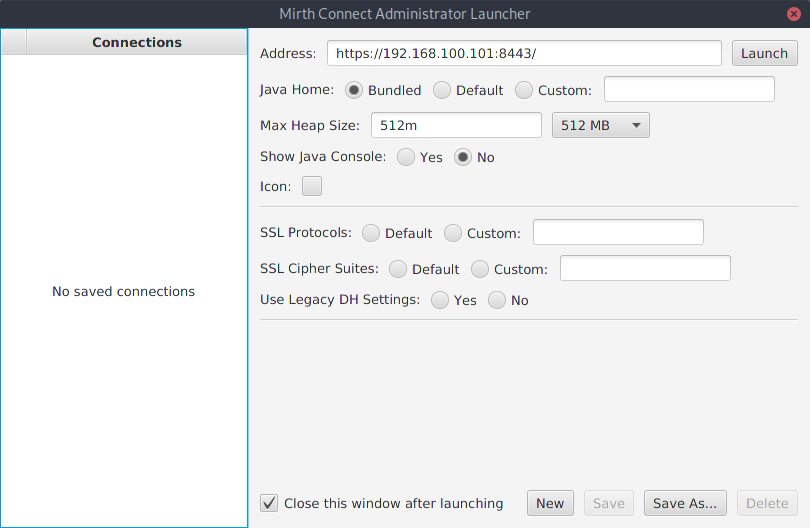 Mirth Connect Administrator Launcher
Connections
No saved connections
Address: https://192.168.100.101:8443/ Launch
Java Home: Bundled Default Custom:
Max Heap Size: 512m 512 MB
Show Java Console: Yes No
Icon:
SSL Protocols: Default Custom:
SSL Cipher Suites: Default Custom:
Use Legacy DH Settings: Yes No
Close this window after launching New Save Save As... Delete